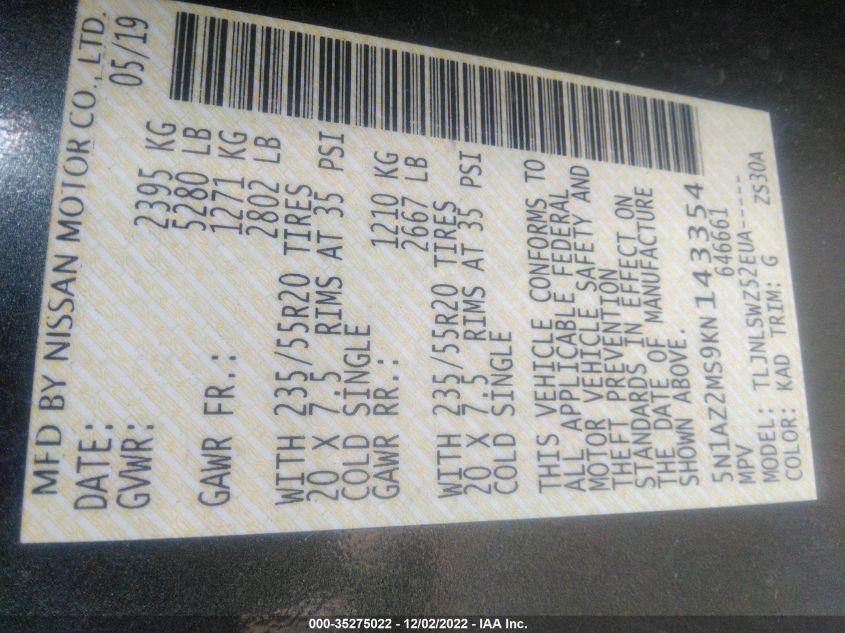 MFD BY NISSAN MOTOR CO., LTD.
DATE: 05/19
GVWR: 2395 KG
5280 LB
GAWR FR.: 1271 KG
2802 LB
WITH 235/55R20 TIRES
20 X 7.5 RIMS AT 35 PSI
COLD SINGLE
GAWR RR.: 1210 KG
2667 LB
WITH 235/55R20 TIRES
20 X 7.5 RIMS AT 35 PSI
COLD SINGLE
THIS VEHICLE CONFORMS TO
ALL APPLICABLE FEDERAL
MOTOR VEHICLE SAFETY AND
THEFT PREVENTION
STANDARDS IN EFFECT ON
THE DATE OF MANUFACTURE
SHOWN ABOVE.
5N1AZ2MS9KN143354
MPV 646661
MODEL: TLJNLSWZ52EUA-----
COLOR: KAD TRIM: G ZS30A
000-35275022 - 12/02/2022 - IAA Inc.